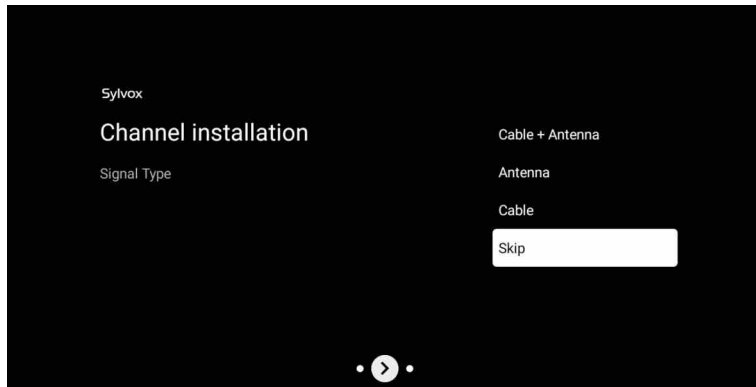 Sylvox
Channel installation
Signal Type
Cable + Antenna
Antenna
Cable
Skip